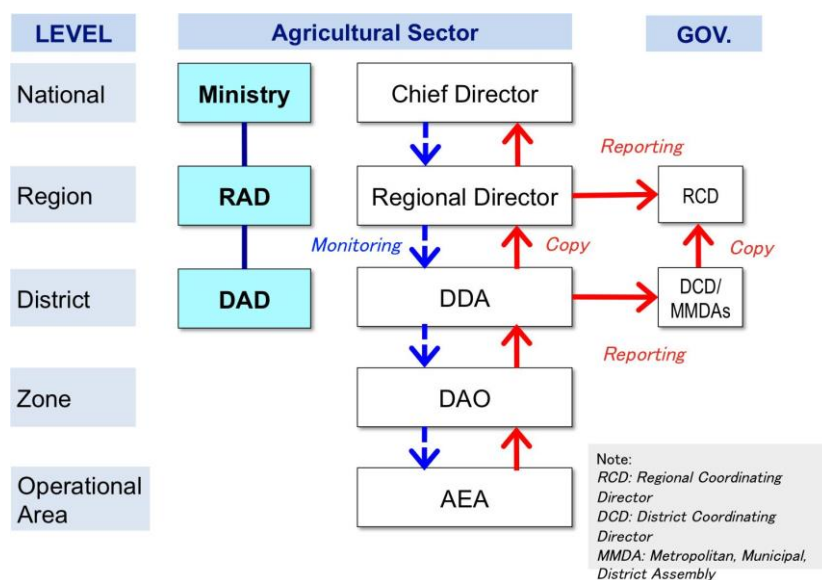 LEVEL
Agricultural Sector
GOV.
National
Ministry
Chief Director
Reporting
Region
RAD
Regional Director
RCD
Monitoring
Copy
Copy
District
DAD
DDA
DCD/
MMDAs
Reporting
Zone
DAO
Operational
Area
AEA
Note:
RCD: Regional Coordinating
Director
DCD: District Coordinating
Director
MMDA: Metropolitan, Municipal,
District Assembly